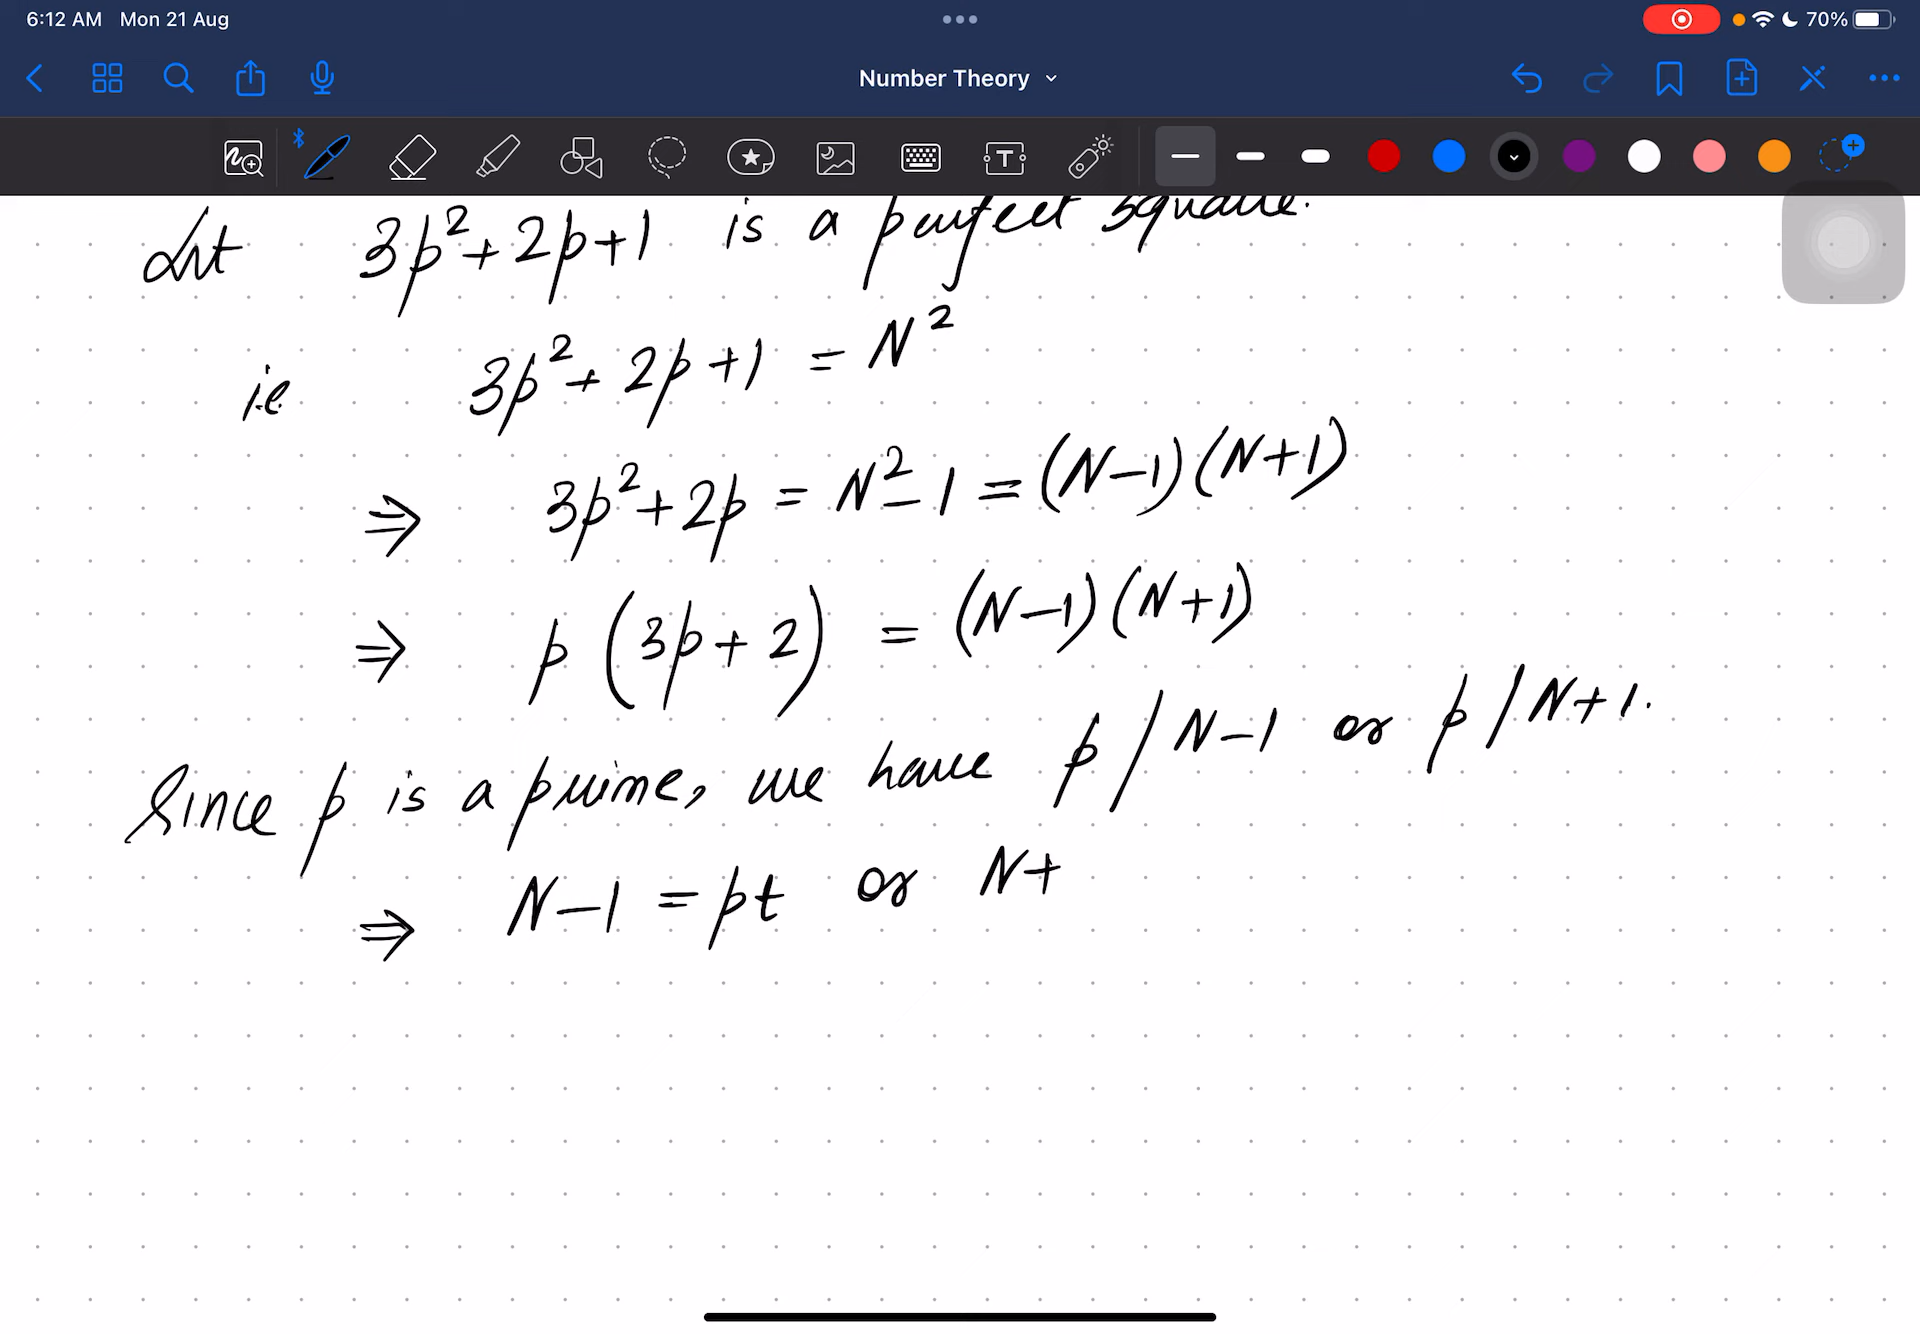 6:12 AM Mon 21 Aug 70%
Number Theory
Let 3p²+2p+1 is a perfect square.
i.e 3p²+2p+1 = N²
⇒ 3p²+2p = N²-1 = (N-1)(N+1)
⇒ p(3p+2) = (N-1)(N+1)
Since p is a prime, we have p/N-1 or p/N+1.
⇒ N-1 = pt or N+